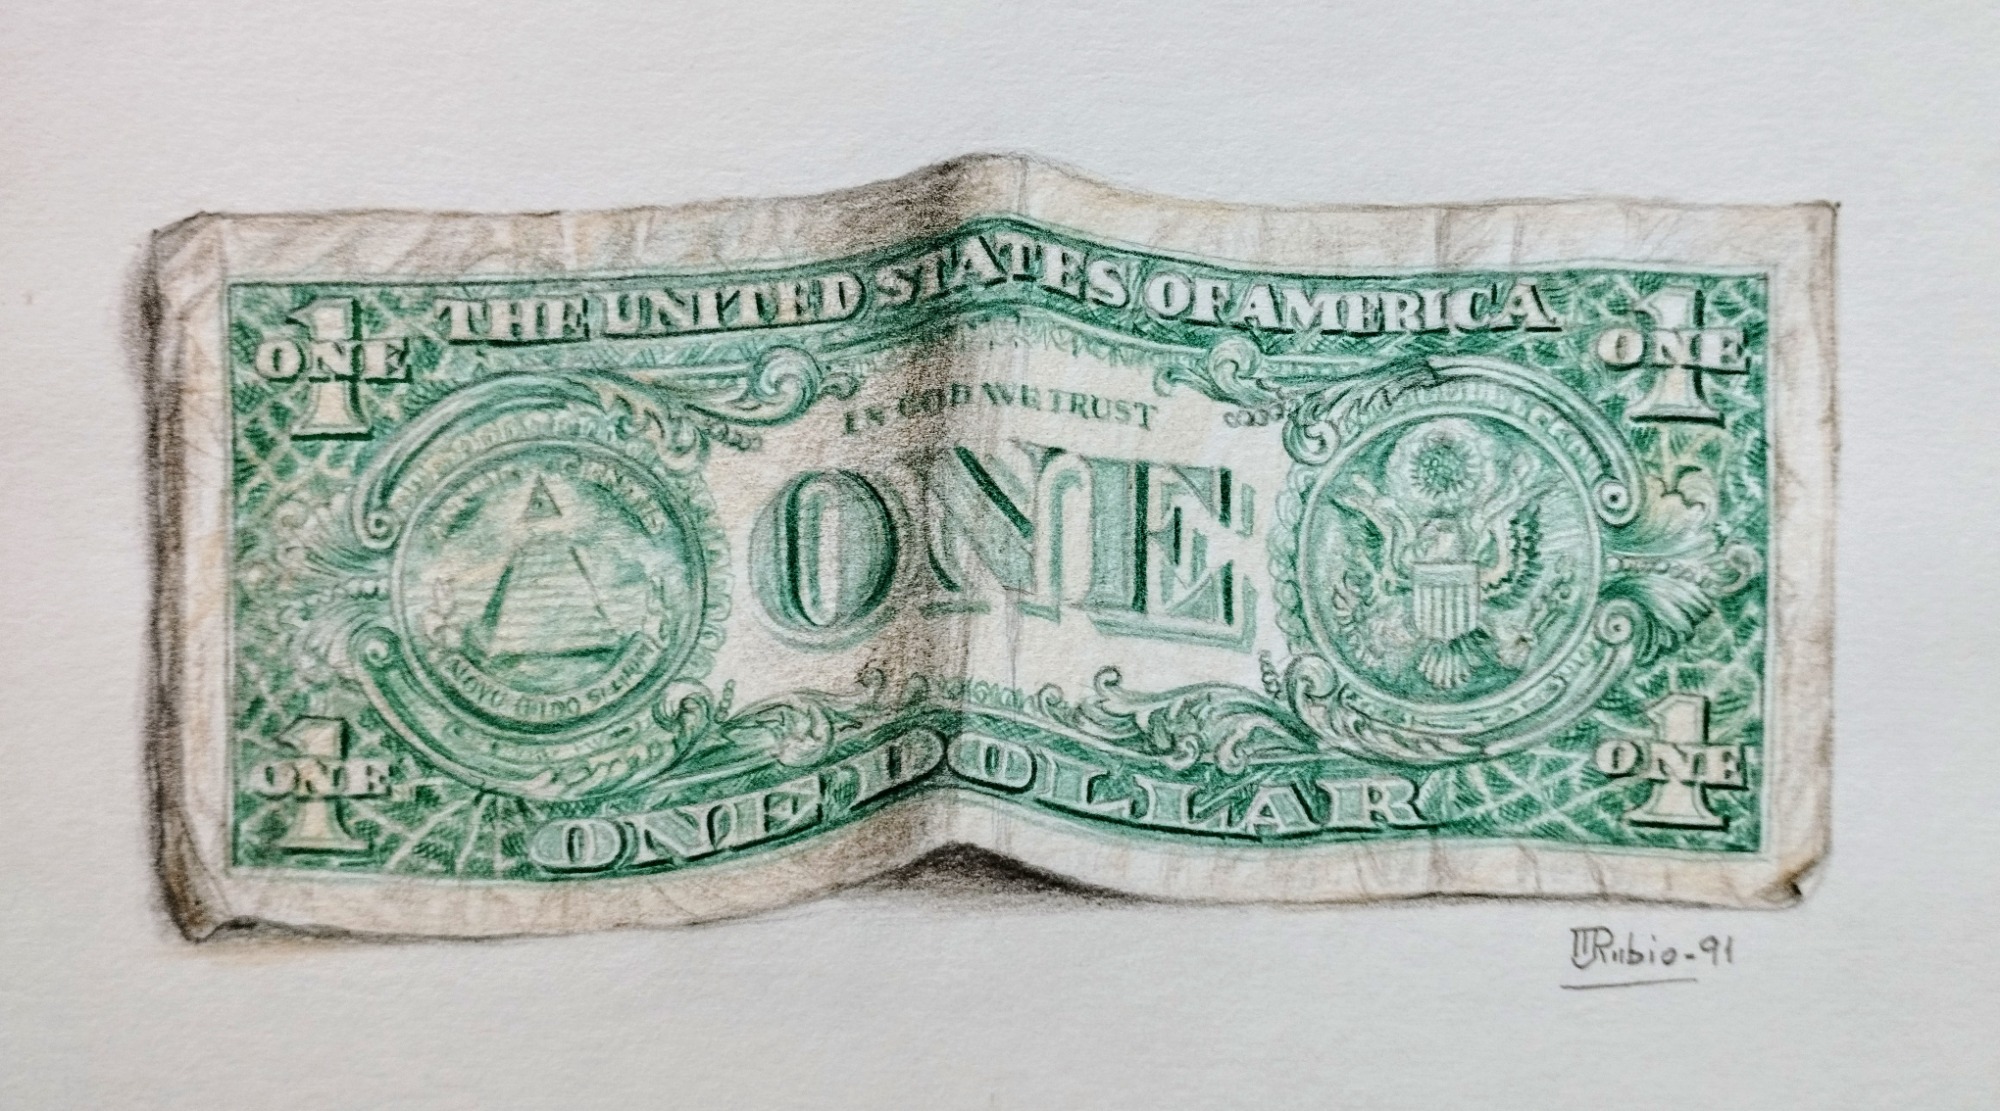 THE UNITED STATES OF AMERICA
1
ONE
1
ONE
IN GOD WE TRUST
ONE
1
ONE
1
ONE
ONE DOLLAR
Rubio-91